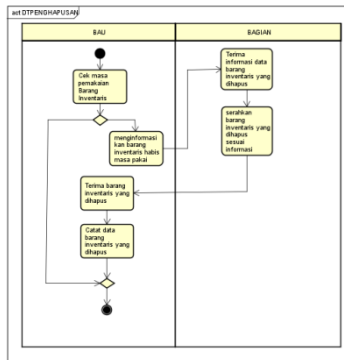 act DTPENGHAPUSAN
BAU
BAGIAN
Cek masa
pemakaian
Barang
Inventaris
menginformasi
kan barang
inventaris habis
masa pakai
Terima
informasi data
barang
inventaris yang
dihapus
serahkan
barang
inventaris yang
dihapus
sesuai
informasi
Terima barang
inventaris yang
dihapus
Catat data
barang
inventaris yang
dihapus